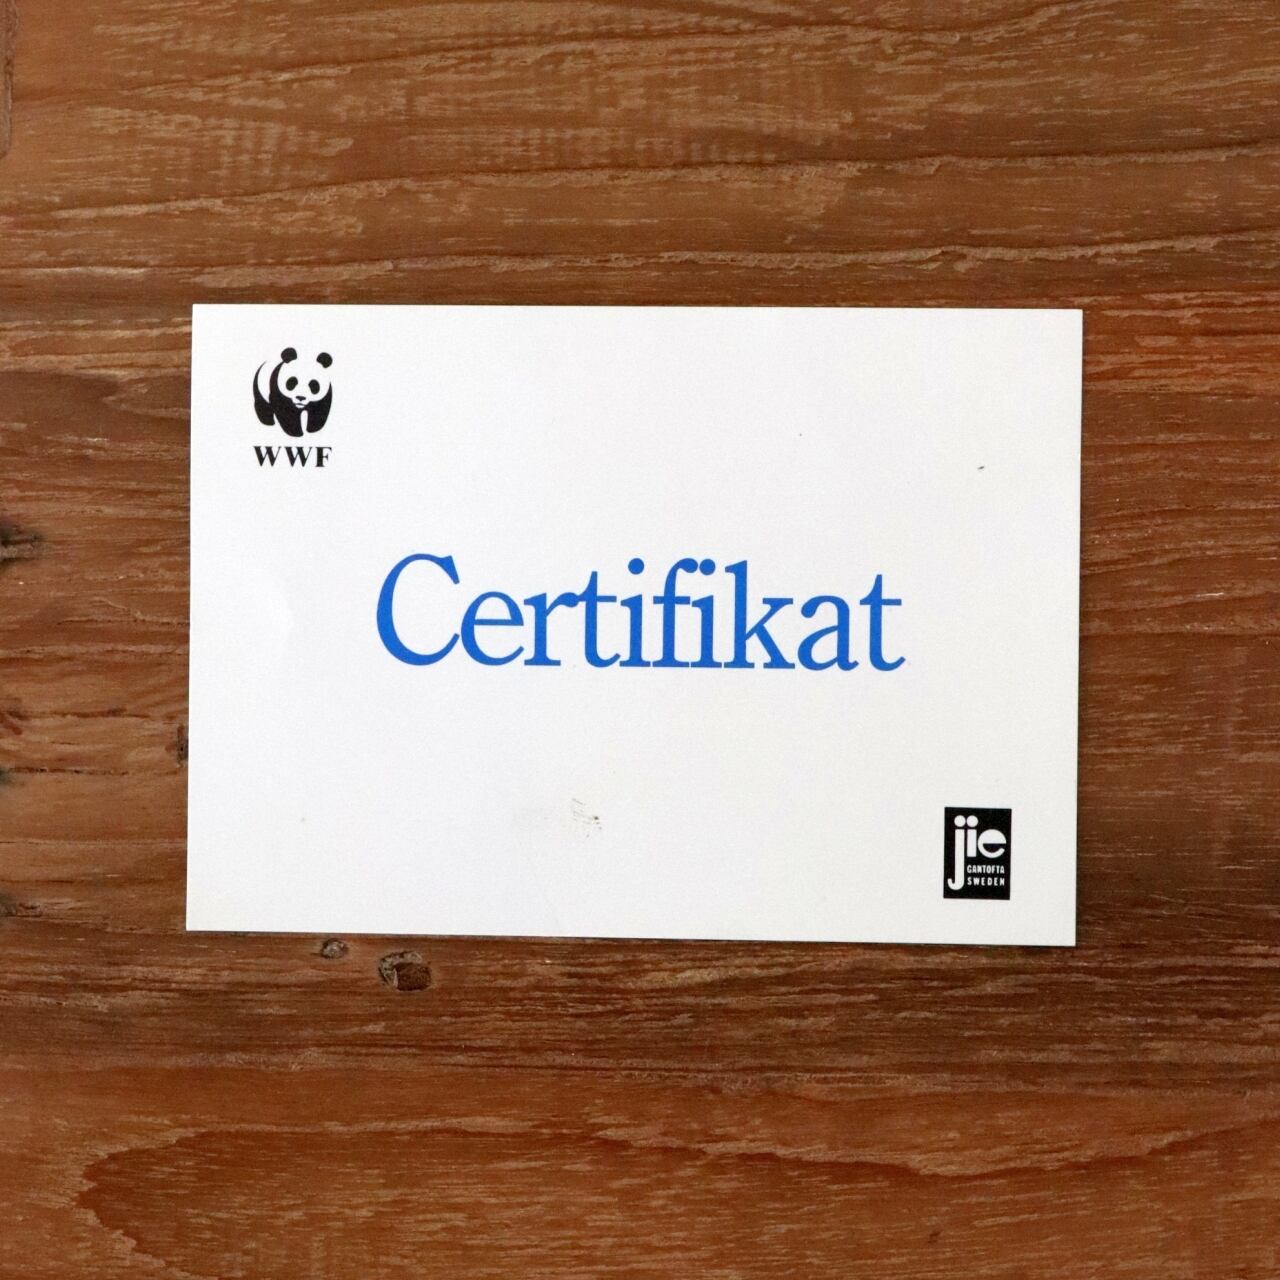 WWF
Certifikat
jie
GANTOFTA
SWEDEN